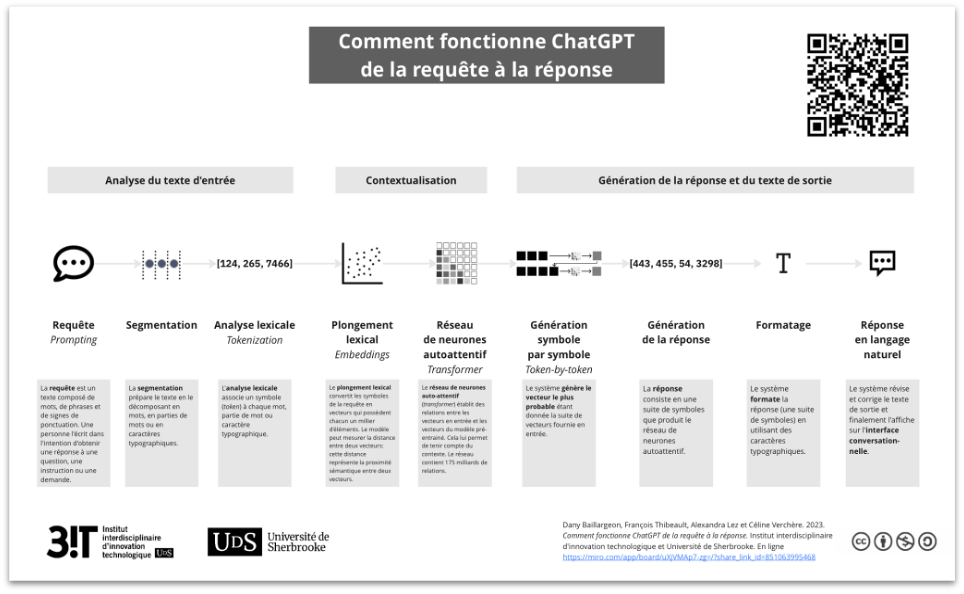 Comment fonctionne ChatGPT
de la requête à la réponse
Analyse du texte d'entrée
Contextualisation
Génération de la réponse et du texte de sortie
[124, 265, 7466]
[443, 455, 54, 3298]
T
Requête
Prompting
Segmentation
Analyse lexicale
Tokenization
Plongement
lexical
Embeddings
Réseau
de neurones
autoattentif
Transformer
Génération
symbole
par symbole
Token-by-token
Génération
de la réponse
Formatage
Réponse
en langage
naturel
La requête est un
texte composé de
mots, de phrases et
de signes de
ponctuation. Une
personne l'écrit dans
l'intention d'obtenir
une réponse à une
question, une
instruction ou une
demande.
La segmentation
prépare le texte en le
décomposant en
mots, en parties de
mots ou en
caractères
typographiques.
L'analyse lexicale
associe un symbole
(token) à chaque mot,
partie de mot ou
caractère
typographique.
Le plongement lexical
convertit les symboles
de la requête en
vecteurs qui possèdent
chacun un millier
d'éléments. Le modèle
peut mesurer la distance
entre deux vecteurs;
cette distance
représente la proximité
sémantique entre deux
vecteurs.
Le réseau de neurones
auto-attentif
(transformer) établit des
relations entre les
vecteurs en entrée et les
vecteurs du modèle pré-
entrainé. Cela lui permet
de tenir compte du
contexte. Le réseau
contient 175 milliards de
relations.
Le système génère le
vecteur le plus
probable étant
donnée la suite de
vecteurs fournie en
entrée.
La réponse
consiste en une
suite de symboles
que produit le
réseau de
neurones
autoattentif.
Le système
formate la
réponse (une suite
de symboles) en
utilisant des
caractères
typographiques.
Le système révise
et corrige le texte
de sortie et
finalement l'affiche
sur l'interface
conversation-
nelle.
3iT
Institut
interdisciplinaire
d'innovation
technologique UdS
UDS
Université de
Sherbrooke
Dany Baillargeon, François Thibeault, Alexandra Lez et Céline Verchère. 2023.
Comment fonctionne ChatGPT de la requête à la réponse. Institut interdisciplinaire
d'innovation technologique et Université de Sherbrooke. En ligne
https://miro.com/app/board/uXjVMAp7-zg=/?share_link_id=851063995468
cc